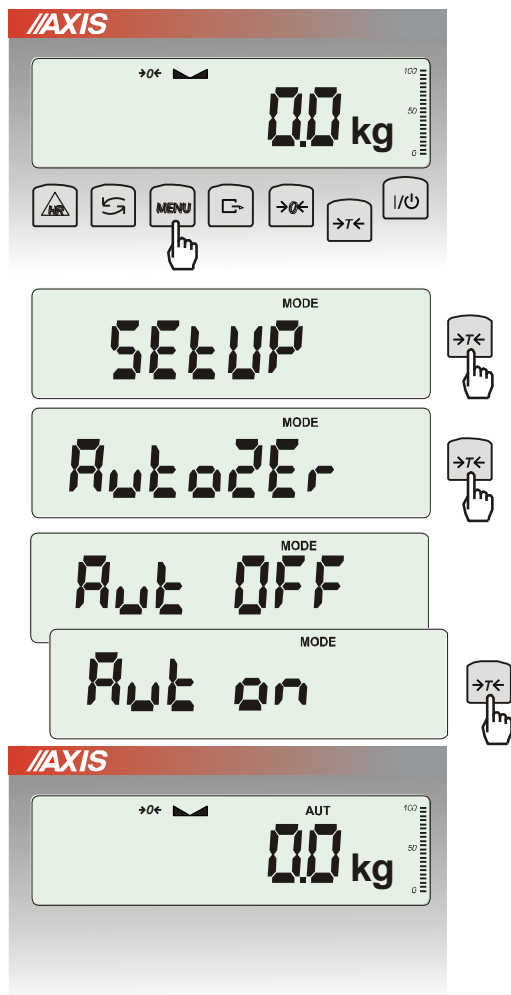 //AXIS
→0← 100
50
0.0 kg
0
HR MENU →0← →T← I/⏻
MODE
SEtUP →T←
MODE
AutoZEr →T←
MODE
Aut OFF
MODE
Aut on →T←
//AXIS
→0← AUT 100
50
0.0 kg
0